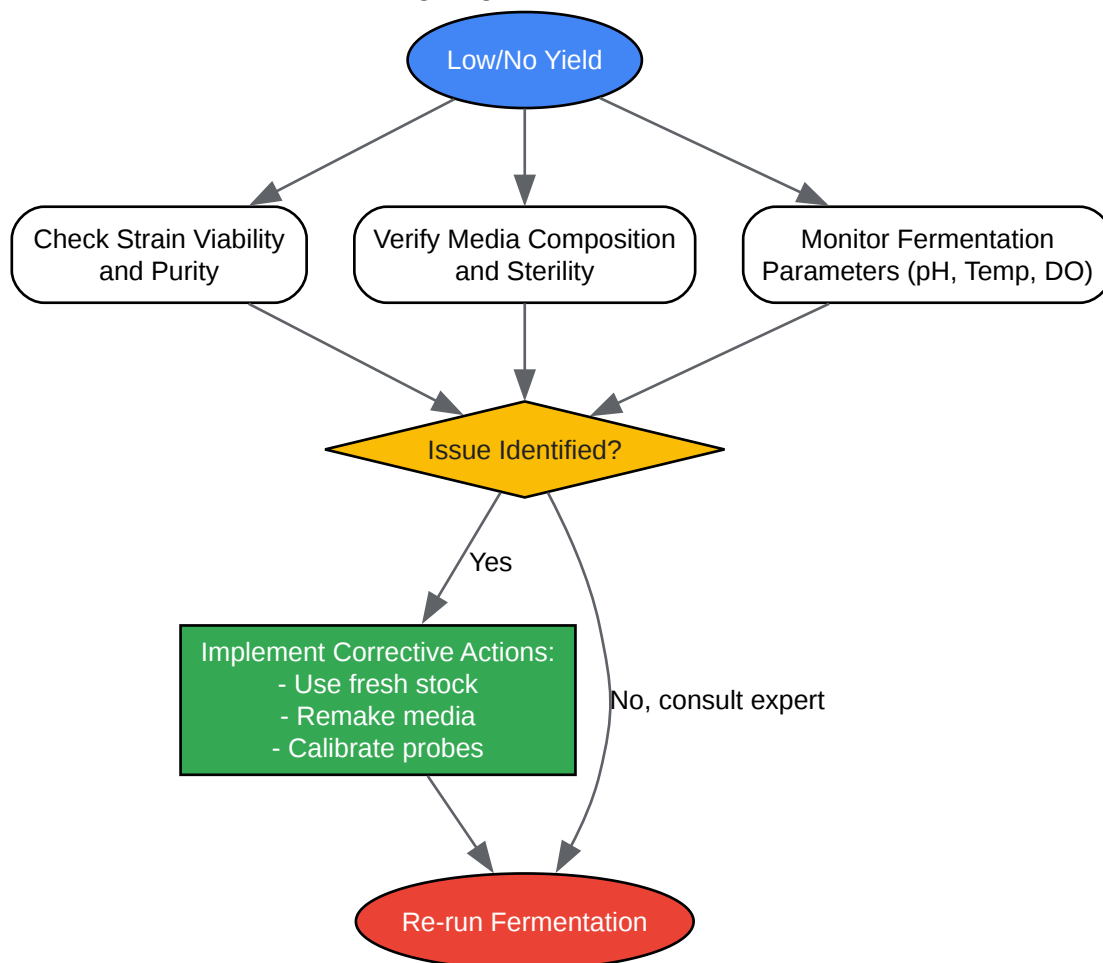 Low/No Yield
Check Strain Viability
and Purity
Verify Media Composition
and Sterility
Monitor Fermentation
Parameters (pH, Temp, DO)
Issue Identified?
Yes
Implement Corrective Actions:
- Use fresh stock
- Remake media
- Calibrate probes
No, consult expert
Re-run Fermentation